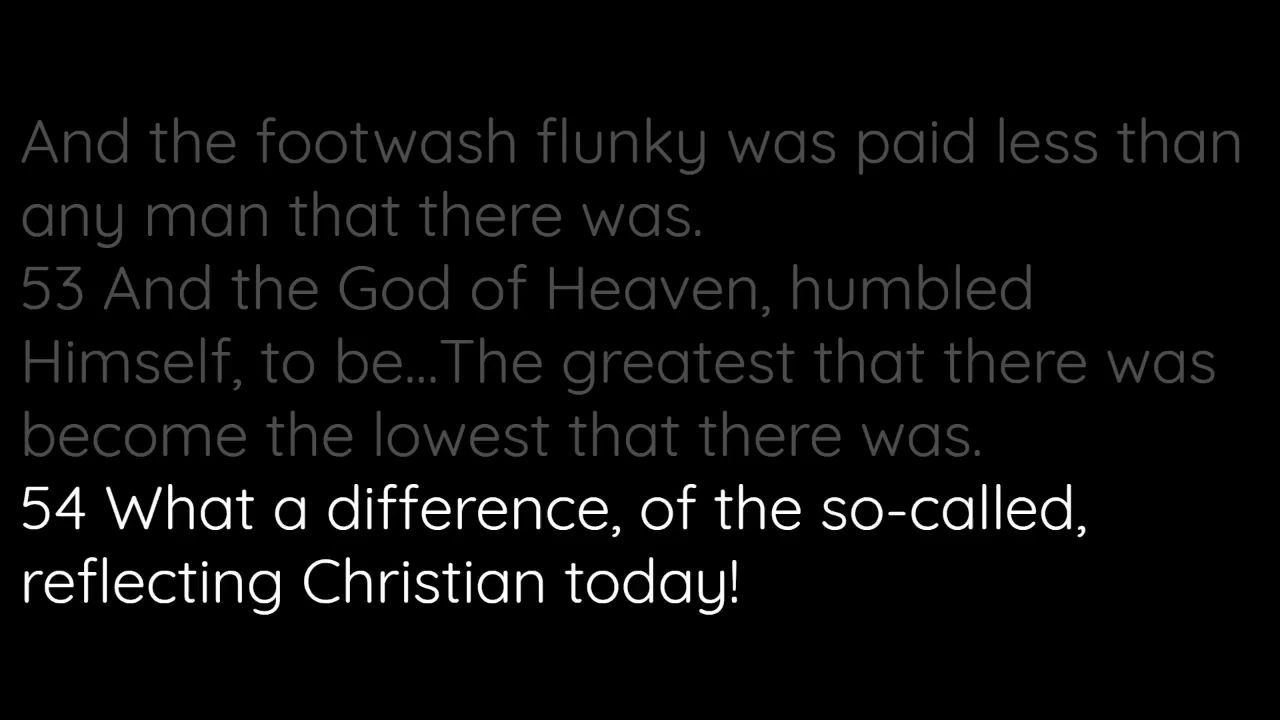 And the footwash flunky was paid less than
any man that there was.
53 And the God of Heaven, humbled
Himself, to be...The greatest that there was
become the lowest that there was.
54 What a difference, of the so-called,
reflecting Christian today!